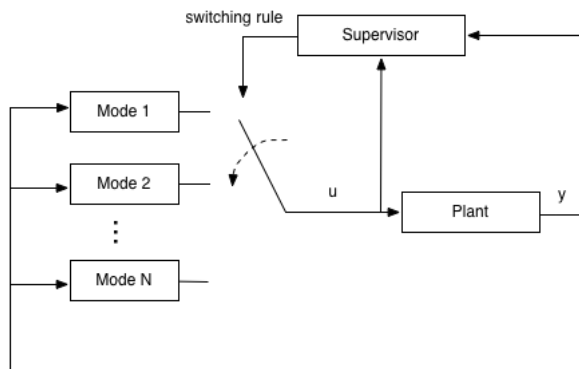 switching rule
Supervisor
Mode 1
Mode 2
u
Plant
y
Mode N